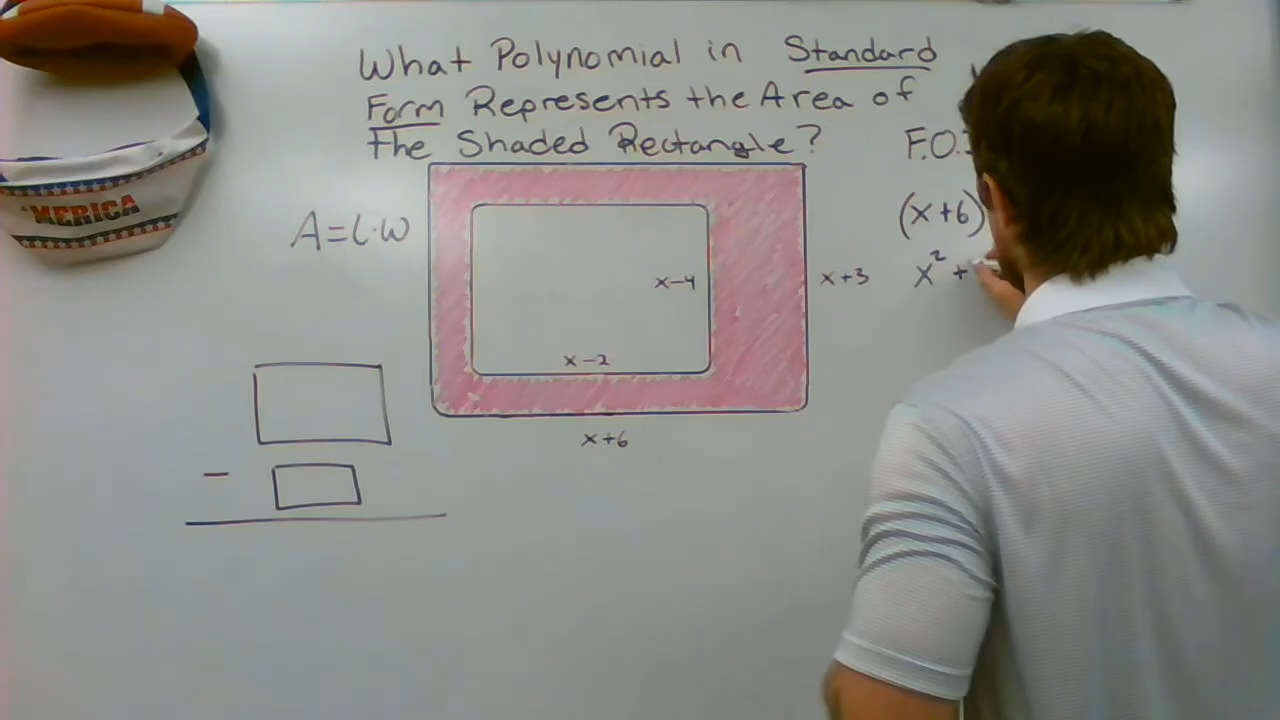 What Polynomial in Standard
Form Represents the Area of
the Shaded Rectangle?
F.O.
'MERICA
A=L·W
(x+6)
x² +
x-4
x+3
x-2
x+6
-